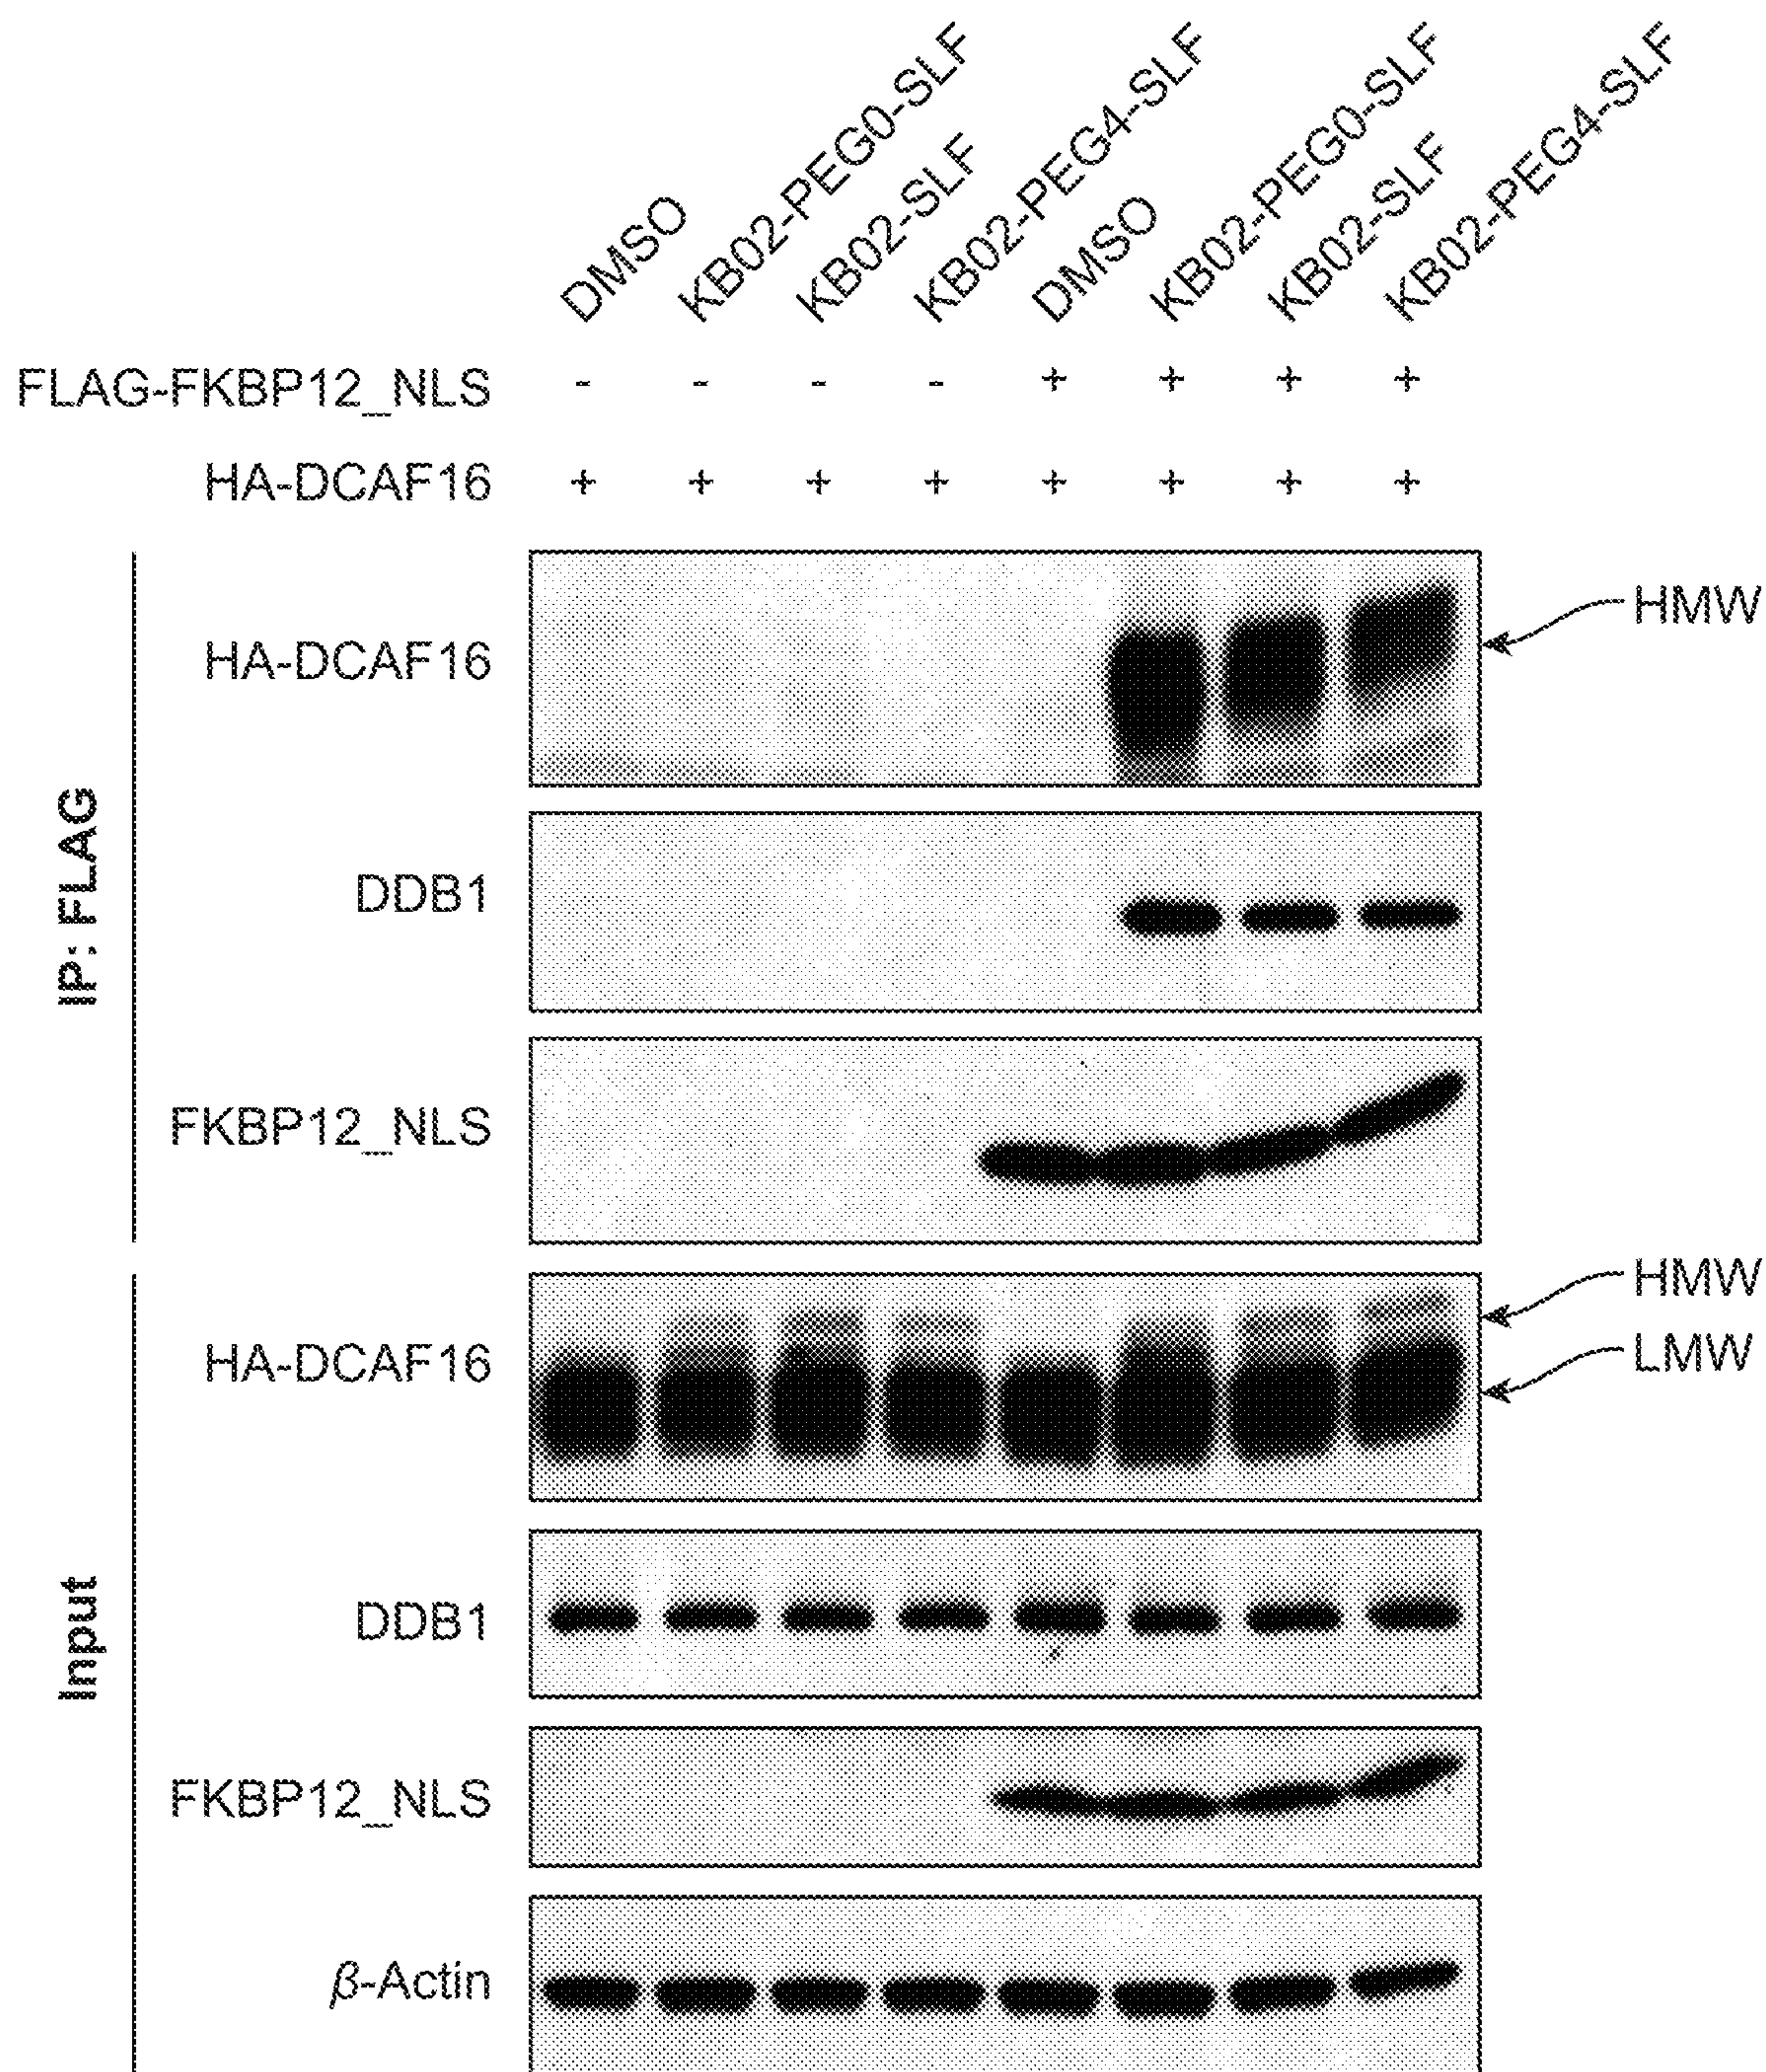 DMSO
KB02-PEG0-SLF
KB02-SLF
KB02-PEG4-SLF
DMSO
KB02-PEG0-SLF
KB02-SLF
KB02-PEG4-SLF
FLAG-FKBP12_NLS - - - - + + + +
HA-DCAF16 + + + + + + + +
IP: FLAG
HA-DCAF16
HMW
DDB1
FKBP12_NLS
Input
HA-DCAF16
HMW
LMW
DDB1
FKBP12_NLS
β-Actin